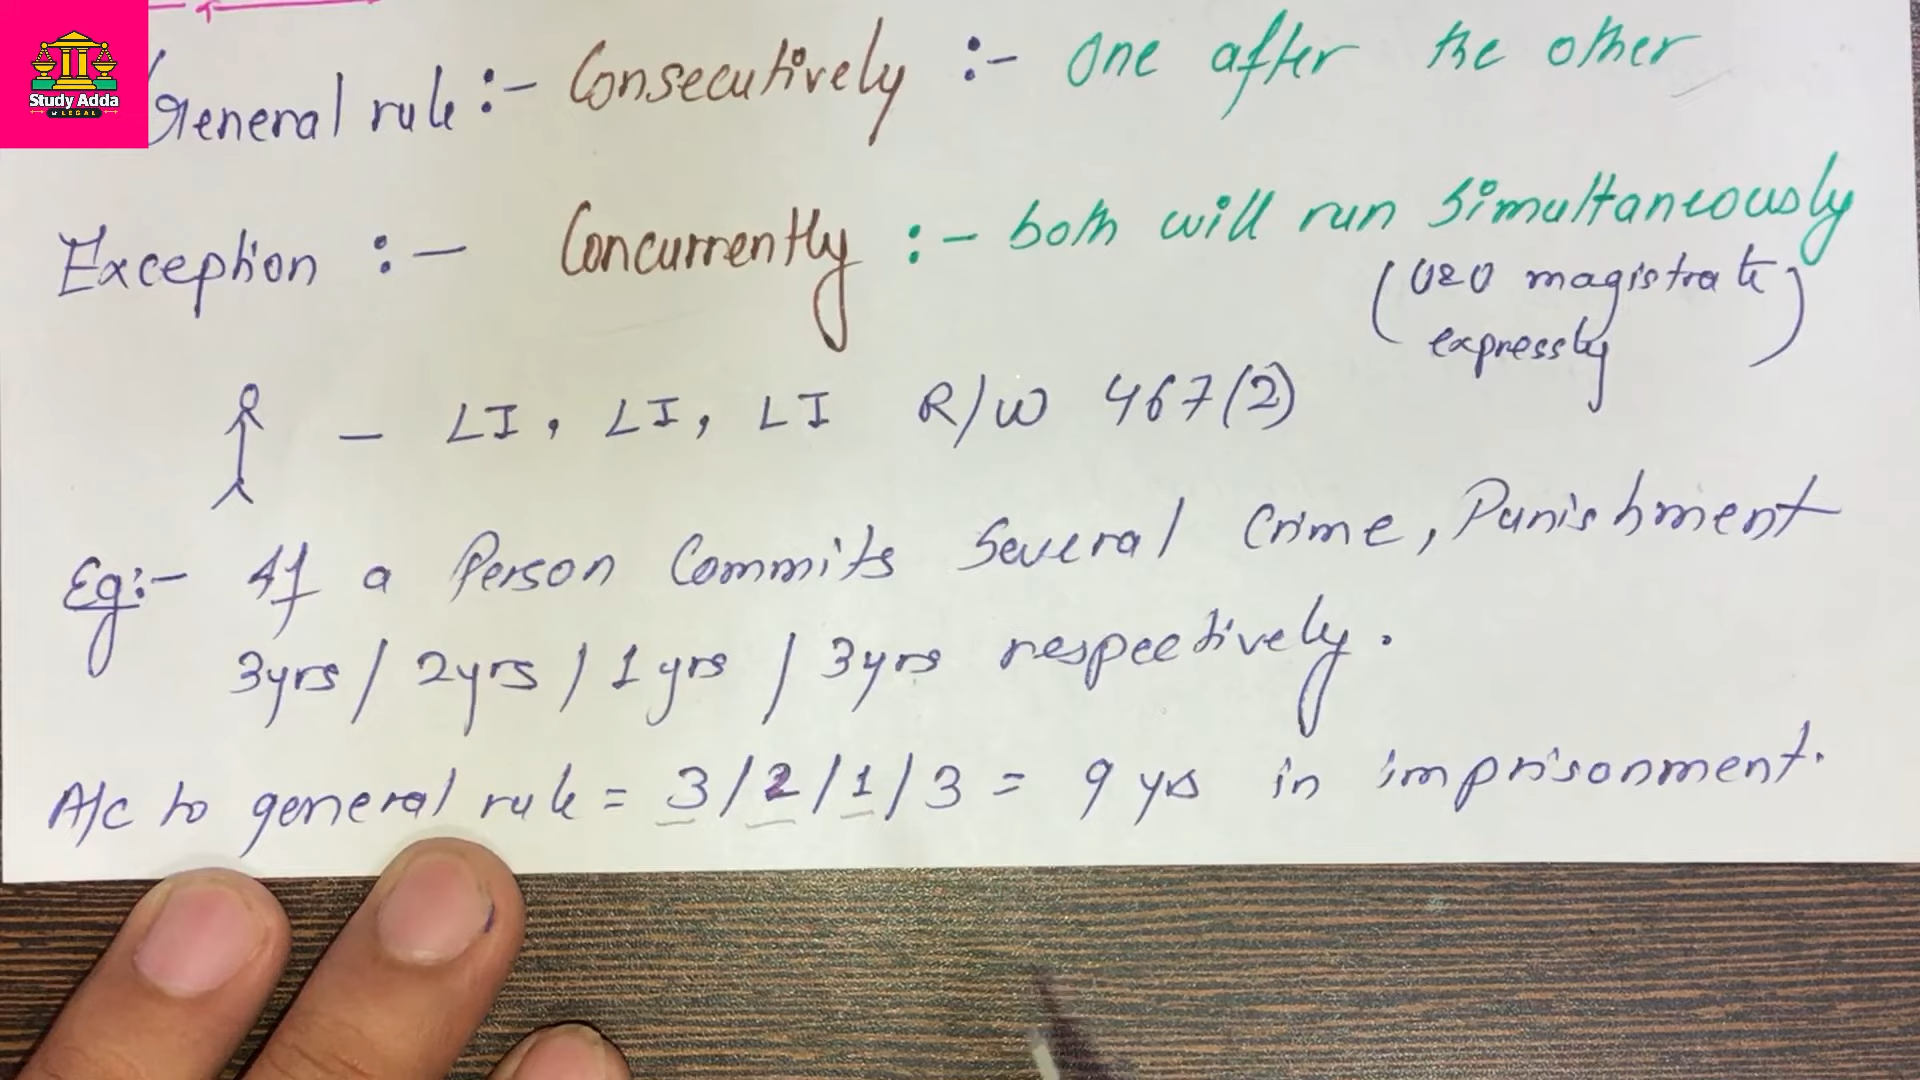 Study Adda
LEGAL
General rule :- Consecutively :- One after the other
Exception :- Concurrently :- both will run simultaneously
( magistrate
expressly )
- LI, LI, LI R/W 467(2)
Eg:- If a Person Commits Several Crime, Punishment
3yrs / 2yrs / 1yrs / 3yrs respectively.
A/c to general rule = 3/2/1/3 = 9 yrs in imprisonment.